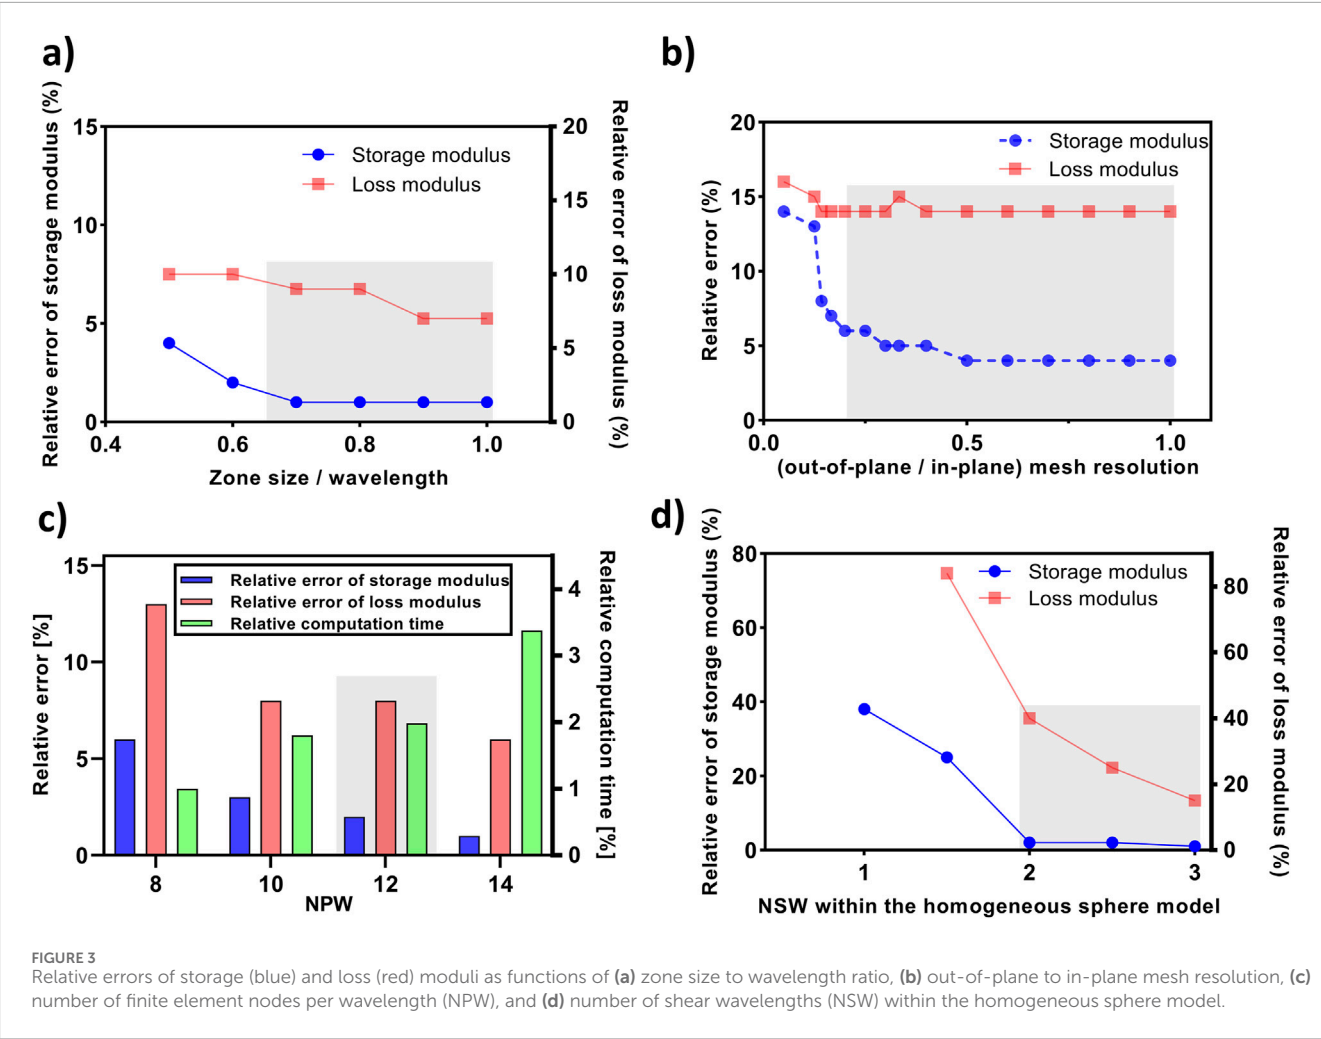 a)
Relative error of storage modulus (%)
15
10
5
0
Storage modulus
Loss modulus
20
15
10
5
0
Relative error of loss modulus (%)
0.4
0.6
0.8
1.0
Zone size / wavelength
b)
Relative error (%)
20
15
10
5
0
Storage modulus
Loss modulus
0.0
0.5
1.0
(out-of-plane / in-plane) mesh resolution
c)
Relative error [%]
15
10
5
0
Relative error of storage modulus
Relative error of loss modulus
Relative computation time
4
3
2
1
0
Relative computation time [%]
8
10
12
14
NPW
d)
Relative error of storage modulus (%)
80
60
40
20
0
Storage modulus
Loss modulus
80
60
40
20
0
Relative error of loss modulus (%)
1
2
3
NSW within the homogeneous sphere model
FIGURE 3
Relative errors of storage (blue) and loss (red) moduli as functions of (a) zone size to wavelength ratio, (b) out-of-plane to in-plane mesh resolution, (c)
number of finite element nodes per wavelength (NPW), and (d) number of shear wavelengths (NSW) within the homogeneous sphere model.